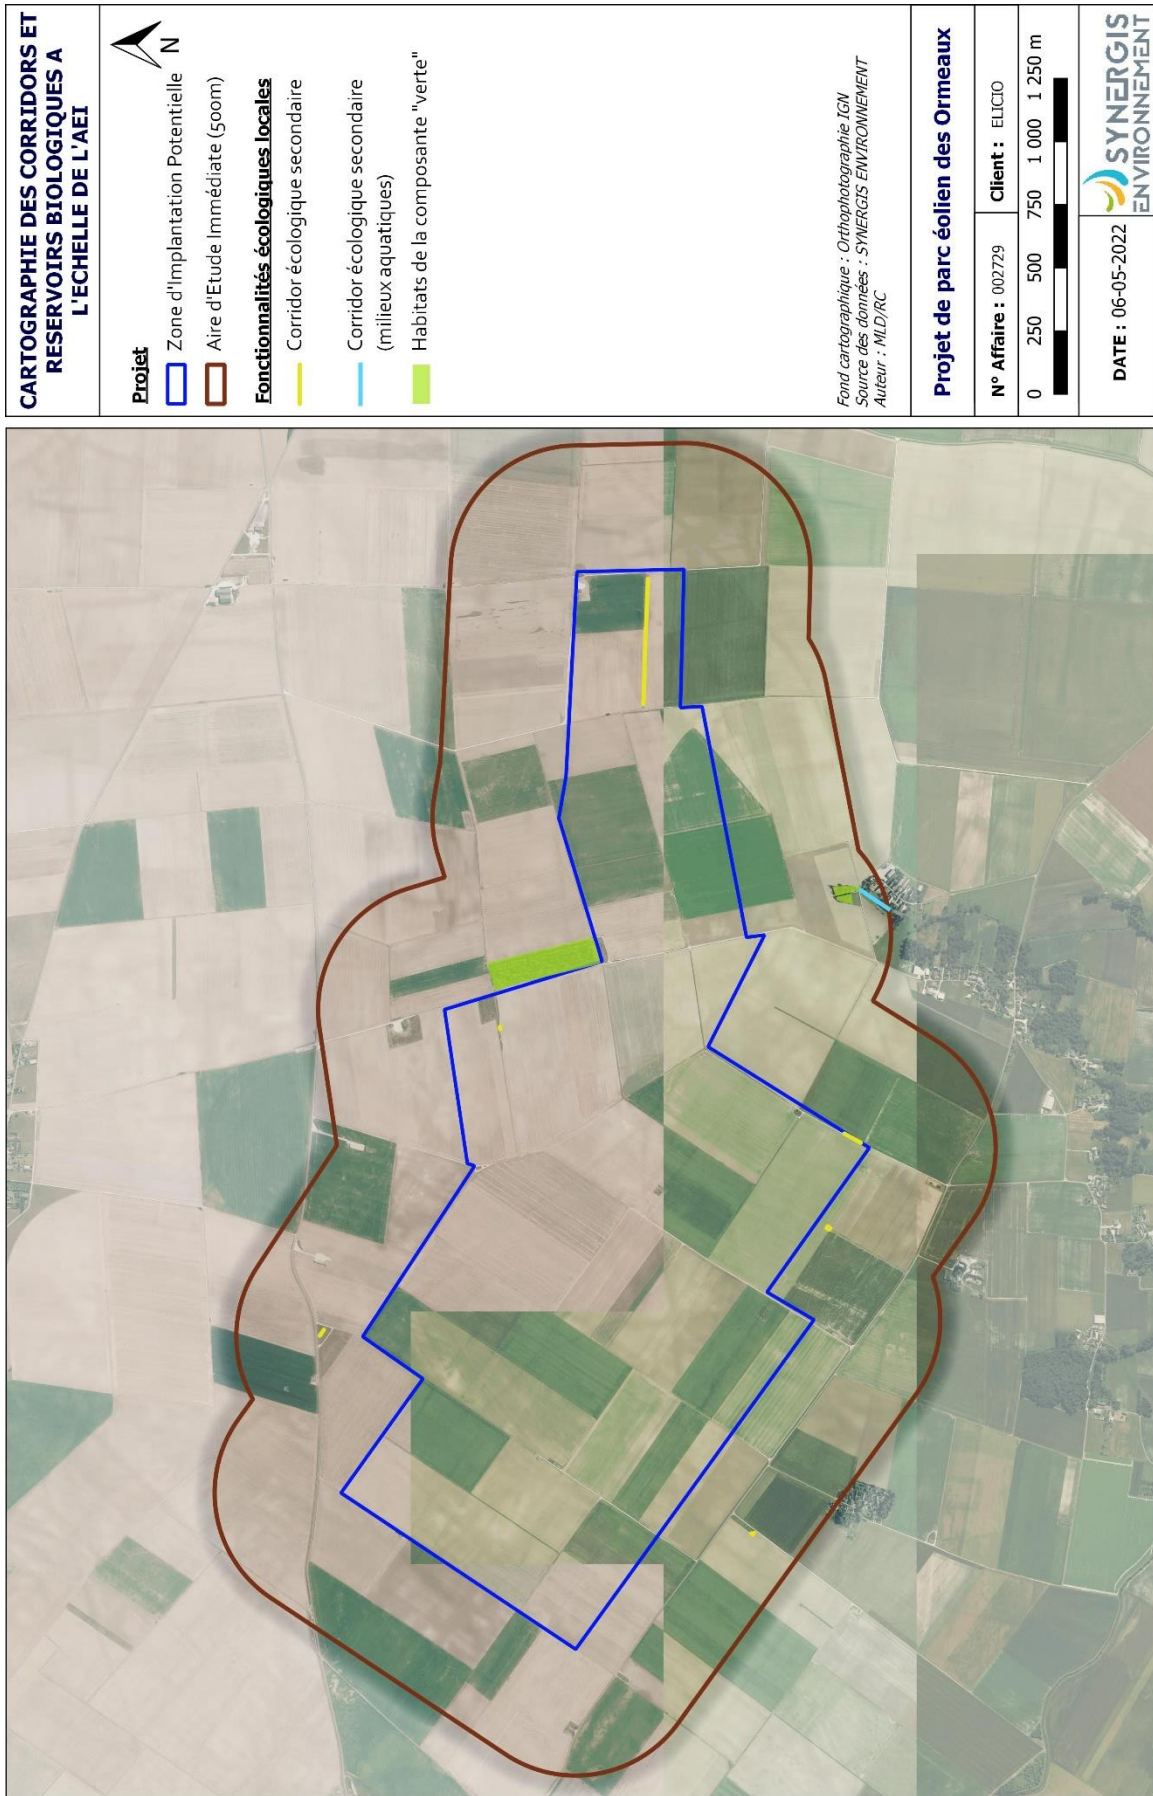 CARTOGRAPHIE DES CORRIDORS ET
RESERVOIRS BIOLOGIQUES A
L'ECHELLE DE L'AEI
N
Projet
Zone d'Implantation Potentielle
Aire d'Etude Immédiate (500m)
Fonctionnalités écologiques locales
Corridor écologique secondaire
Corridor écologique secondaire
(milieux aquatiques)
Habitats de la composante "verte"
Fond cartographique : Orthophotographie IGN
Source des données : SYNERGIS ENVIRONNEMENT
Auteur : MLD/RC
Projet de parc éolien des Ormeaux
N° Affaire : 002729
Client : ELICIO
0 250 500 750 1 000 1 250 m
DATE : 06-05-2022
SYNERGIS
ENVIRONNEMENT